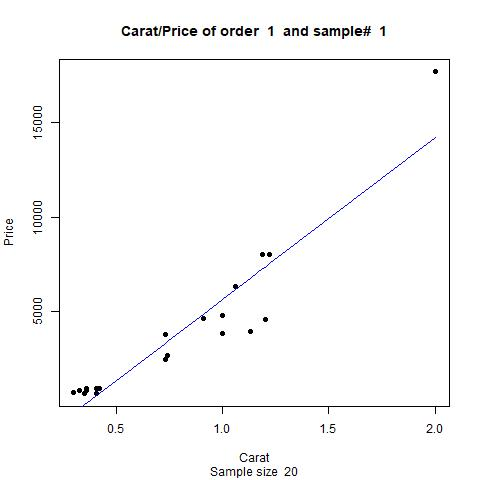 Carat/Price of order 1 and sample# 1
15000
10000
5000
Price
0.5 1.0 1.5 2.0
Carat
Sample size 20